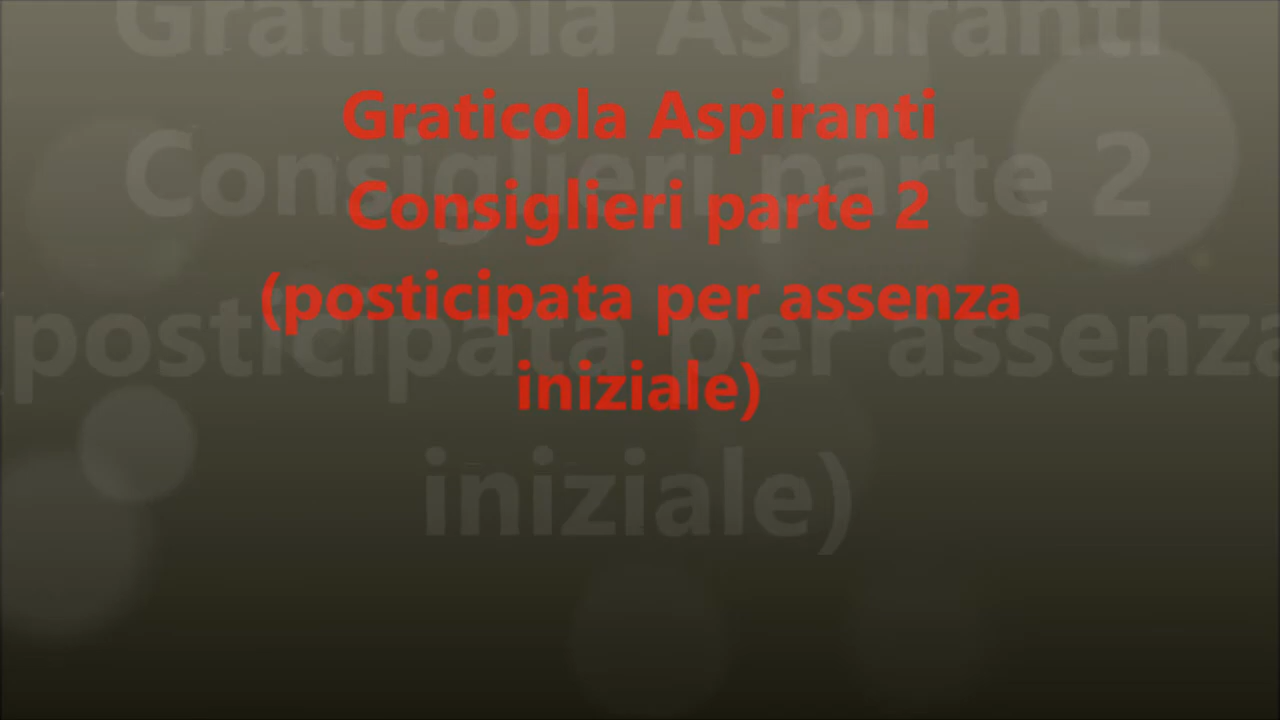 Graticola Aspiranti
Consiglieri parte 2
(posticipata per assenza
iniziale)